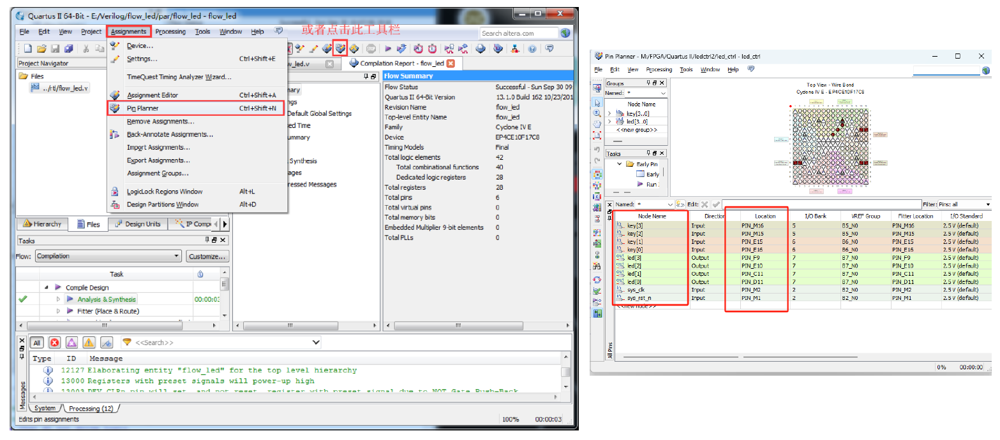 Quartus II 64-Bit - E:/Verilog/flow_led/par/flow_led - flow_led
File Edit View Project Assignments Processing Tools Window Help
或者点击此工具栏
Search altera.com
Project Navigator
Files
../rtl/flow_led.v
Device...
Settings... Ctrl+Shift+E
TimeQuest Timing Analyzer Wizard...
Assignment Editor Ctrl+Shift+A
Pin Planner Ctrl+Shift+N
Remove Assignments...
Back-Annotate Assignments...
Import Assignments...
Export Assignments...
Assignment Groups...
LogicLock Regions Window Alt+L
Design Partitions Window Alt+D
Compilation Report - flow_led
Default Global Settings
Synthesis
Flow Summary
Flow Status Successful - Sun Sep 30 09
Quartus II 64-Bit Version 13.1.0 Build 162 10/23/201
Revision Name flow_led
Top-level Entity Name flow_led
Family Cyclone IV E
Device EP4CE10F17C8
Timing Models Final
Total logic elements 42
Total combinational functions 40
Dedicated logic registers 28
Total registers 28
Total pins 6
Total virtual pins 0
Total memory bits 0
Embedded Multiplier 9-bit elements 0
Total PLLs 0
Hierarchy Files Design Units IP Comp
Tasks
Flow: Compilation Customize...
Task
Compile Design
Analysis & Synthesis 00:00:03
Fitter (Place & Route)
All <<Search>>
Type ID Message
12127 Elaborating entity "flow_led" for the top level hierarchy
13000 Registers with preset signals will power-up high
13003 DEV_CLRn pin will set, and not reset, register with preset signal due to NOT Gate Push-Back
Messages
System Processing (12)
Edits pin assignments 100% 00:00:03
Pin Planner - M:/FPGA/Quartus II/ledctrl2/led_ctrl - led_ctrl
File Edit View Processing Tools Window Help
Groups
Named: *
Node Name
key[3..0]
led[3..0]
<<new group>>
Tasks
Early Pin
Early
Run
Top View - Wire Bond
Cyclone IV E - EP4CE10F17C8
Named: * Edit: Filter: Pins: all
Node Name Direction Location I/O Bank VREF Group Fitter Location I/O Standard
key[3] Input PIN_M16 5 B5_N0 PIN_M16 2.5 V (default)
key[2] Input PIN_M15 5 B5_N0 PIN_M15 2.5 V (default)
key[1] Input PIN_E15 6 B6_N0 PIN_E15 2.5 V (default)
key[0] Input PIN_E16 6 B6_N0 PIN_E16 2.5 V (default)
led[3] Output PIN_F9 7 B7_N0 PIN_F9 2.5 V (default)
led[2] Output PIN_E10 7 B7_N0 PIN_E10 2.5 V (default)
led[1] Output PIN_C11 7 B7_N0 PIN_C11 2.5 V (default)
led[0] Output PIN_D11 7 B7_N0 PIN_D11 2.5 V (default)
sys_clk Input PIN_M2 2 B2_N0 PIN_M2 2.5 V (default)
sys_rst_n Input PIN_M1 2 B2_N0 PIN_M1 2.5 V (default)
<<new node>>
All Pins
0% 00:00:00